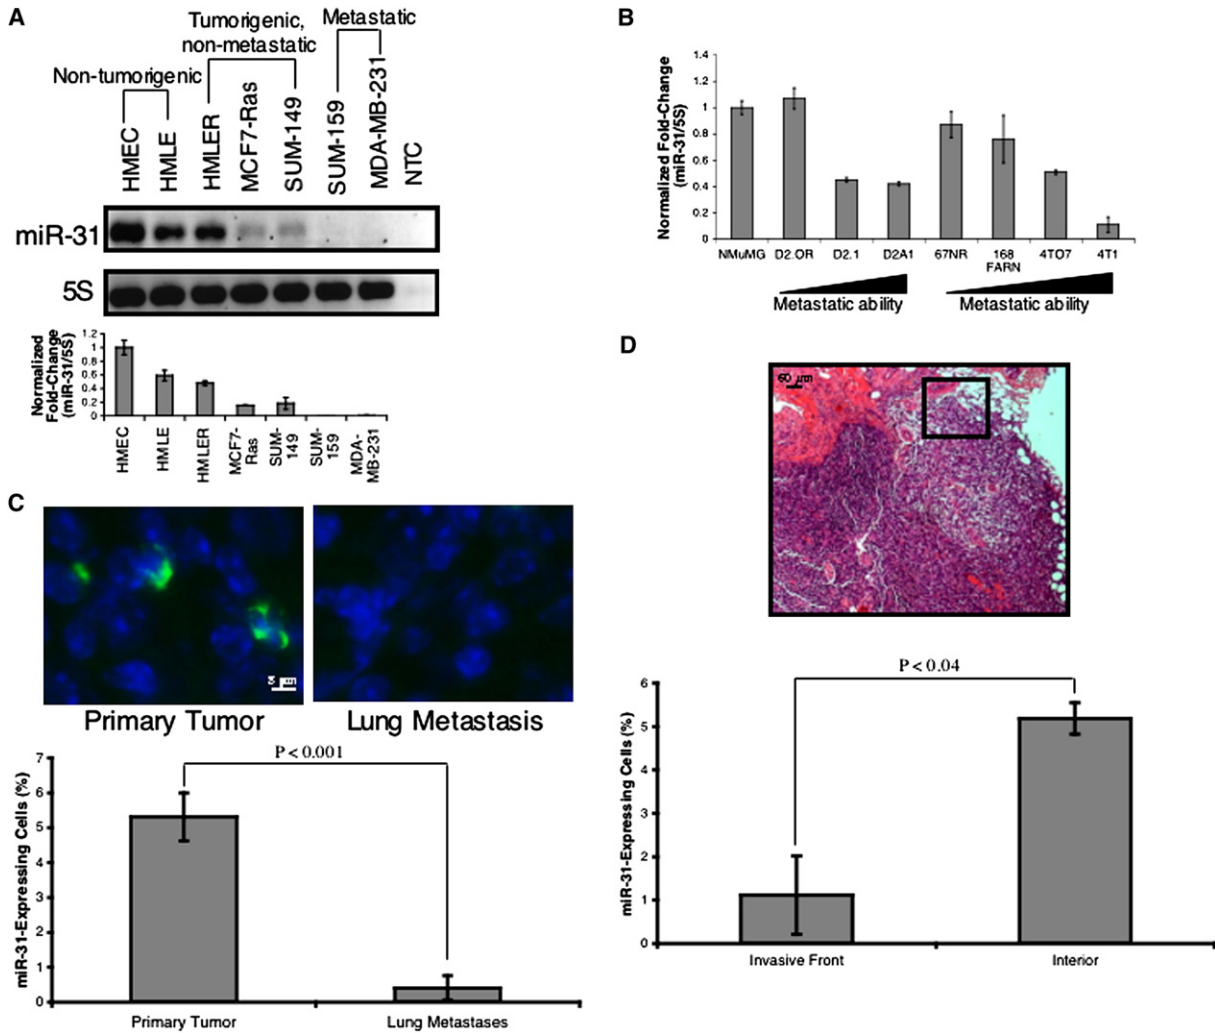 A
Non-tumorigenic
Tumorigenic,
non-metastatic
Metastatic
HMEC
HMLE
HMLER
MCF7-Ras
SUM-149
SUM-159
MDA-MB-231
NTC
miR-31
5S
Normalized
Fold-Change
(miR-31/5S)
1.2
1
0.8
0.6
0.4
0.2
0
HMEC
HMLE
HMLER
MCF7-
Ras
SUM-
149
SUM-
159
MDA-
MB-231
B
Normalized Fold-Change
(miR-31/5S)
1.4
1.2
1
0.8
0.6
0.4
0.2
0
NMuMG
D2.OR
D2.1
D2A1
67NR
168
FARN
4TO7
4T1
Metastatic ability
Metastatic ability
C
Primary Tumor
Lung Metastasis
miR-31-Expressing Cells (%)
7
6
5
4
3
2
1
0
P < 0.001
Primary Tumor
Lung Metastases
D
60 µm
miR-31-Expressing Cells (%)
6
5
4
3
2
1
0
P < 0.04
Invasive Front
Interior